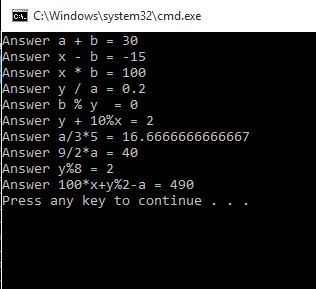 C:\Windows\system32\cmd.exe
Answer a + b = 30
Answer x - b = -15
Answer x * b = 100
Answer y / a = 0.2
Answer b % y  = 0
Answer y + 10%x = 2
Answer a/3*5 = 16.6666666666667
Answer 9/2*a = 40
Answer y%8 = 2
Answer 100*x+y%2-a = 490
Press any key to continue . . .